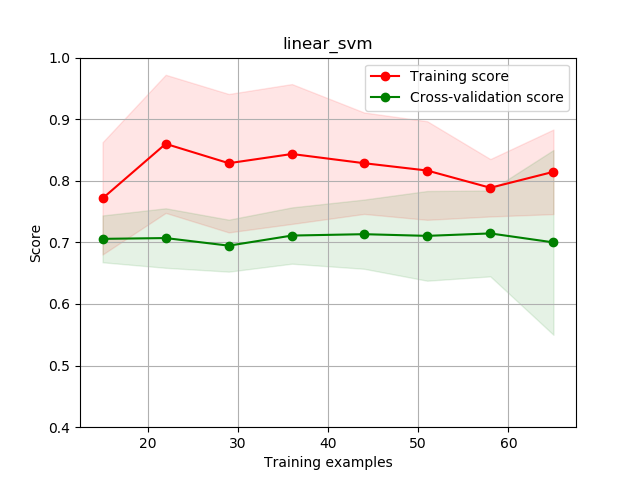 linear_svm
Training score
Cross-validation score
1.0
0.9
0.8
0.7
0.6
0.5
0.4
Score
20
30
40
50
60
Training examples